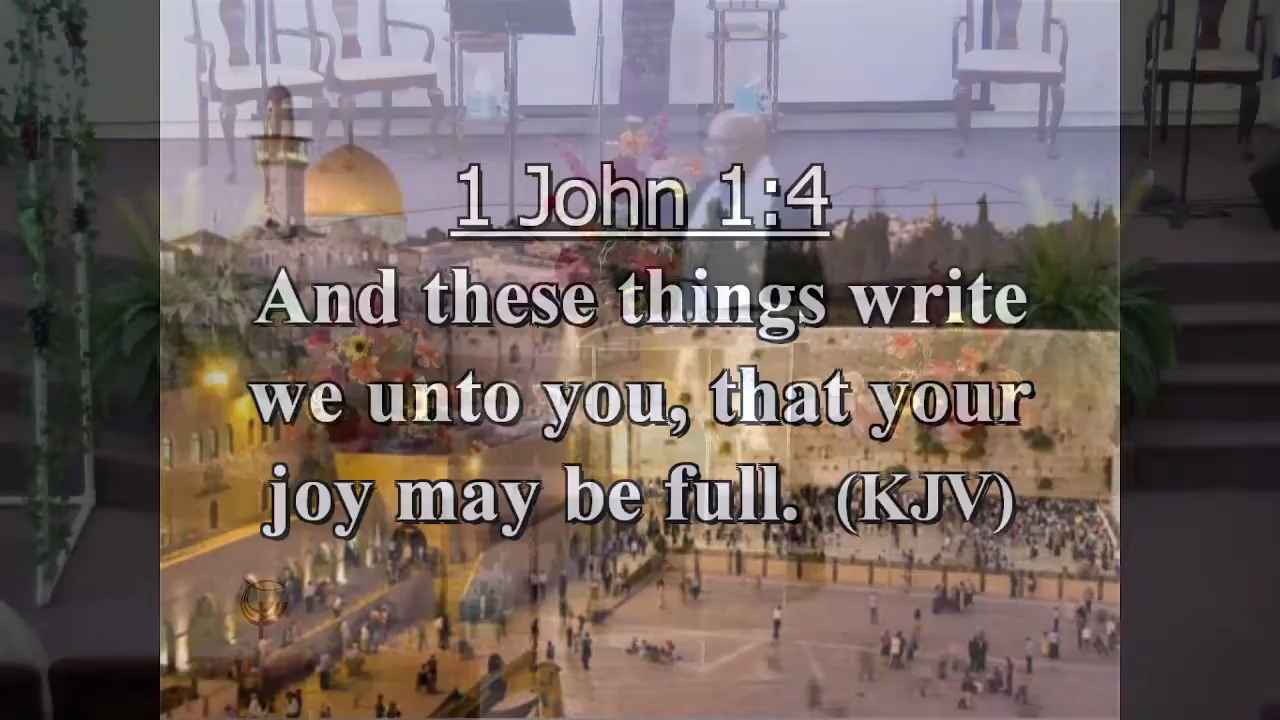 1 John 1:4
And these things write
we unto you, that your
joy may be full. (KJV)